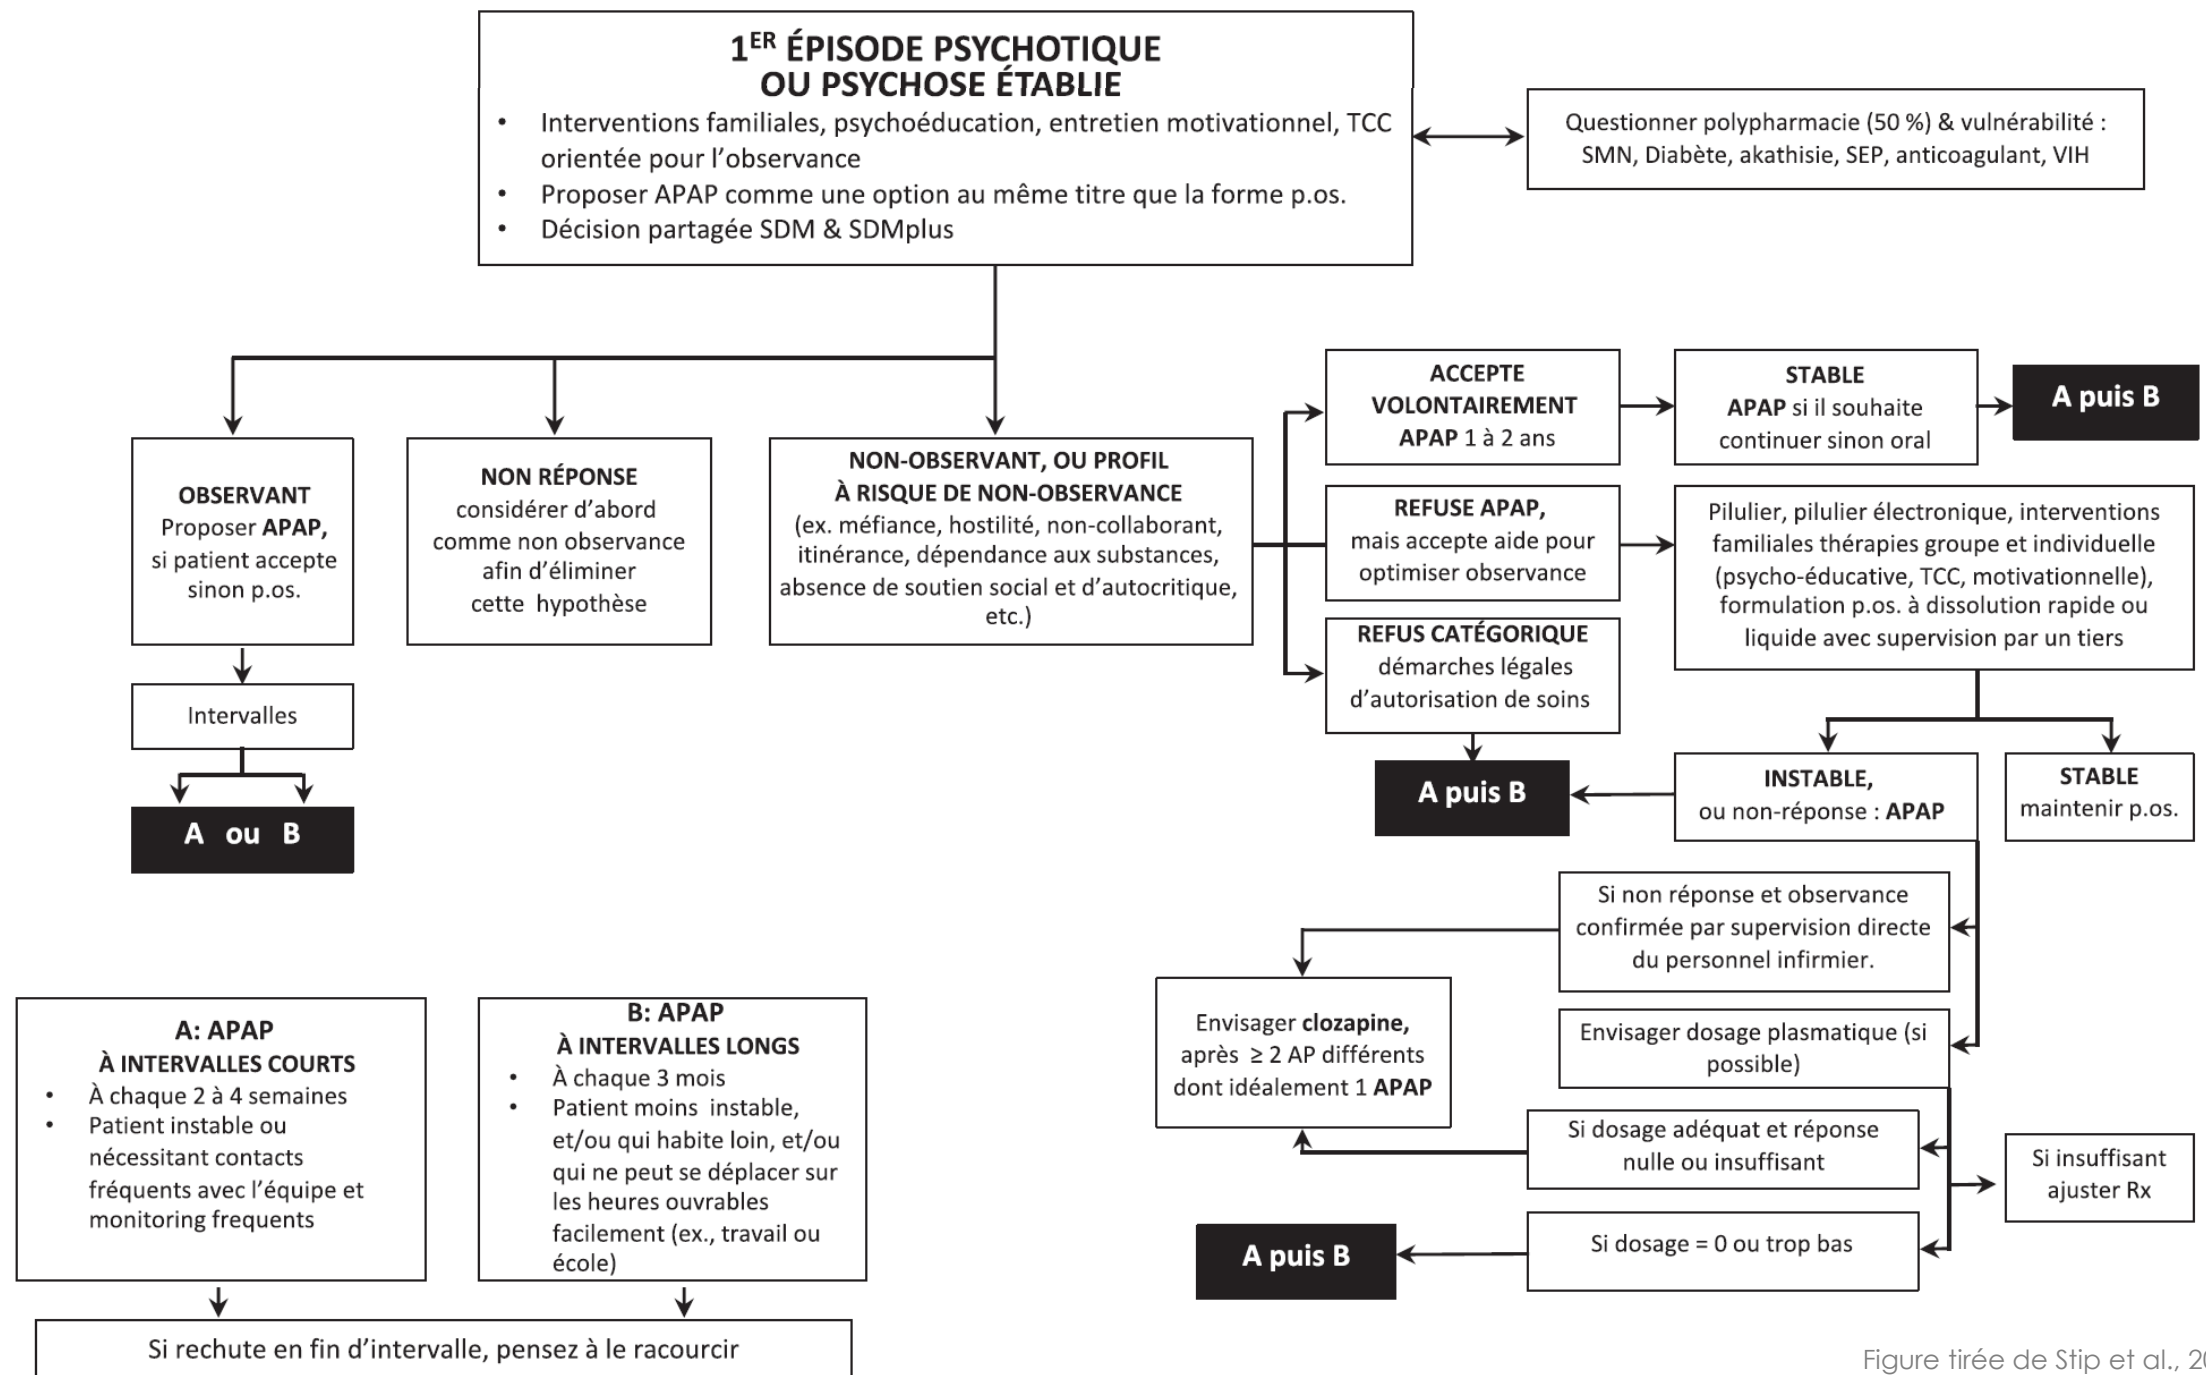 1ER ÉPISODE PSYCHOTIQUE
OU PSYCHOSE ÉTABLIE
• Interventions familiales, psychoéducation, entretien motivationnel, TCC
orientée pour l'observance
• Proposer APAP comme une option au même titre que la forme p.os.
• Décision partagée SDM & SDMplus
Questionner polypharmacie (50 %) & vulnérabilité :
SMN, Diabète, akathisie, SEP, anticoagulant, VIH
OBSERVANT
Proposer APAP,
si patient accepte
sinon p.os.
Intervalles
A ou B
NON RÉPONSE
considérer d'abord
comme non observance
afin d'éliminer
cette hypothèse
NON-OBSERVANT, OU PROFIL
À RISQUE DE NON-OBSERVANCE
(ex. méfiance, hostilité, non-collaborant,
itinérance, dépendance aux substances,
absence de soutien social et d'autocritique,
etc.)
ACCEPTE
VOLONTAIREMENT
APAP 1 à 2 ans
STABLE
APAP si il souhaite
continuer sinon oral
A puis B
REFUSE APAP,
mais accepte aide pour
optimiser observance
Pilulier, pilulier électronique, interventions
familiales thérapies groupe et individuelle
(psycho-éducative, TCC, motivationnelle),
formulation p.os. à dissolution rapide ou
liquide avec supervision par un tiers
REFUS CATÉGORIQUE
démarches légales
d'autorisation de soins
A puis B
INSTABLE,
ou non-réponse : APAP
STABLE
maintenir p.os.
Si non réponse et observance
confirmée par supervision directe
du personnel infirmier.
Envisager clozapine,
après ≥ 2 AP différents
dont idéalement 1 APAP
Envisager dosage plasmatique (si
possible)
Si dosage adéquat et réponse
nulle ou insuffisant
Si insuffisant
ajuster Rx
Si dosage = 0 ou trop bas
A puis B
A: APAP
À INTERVALLES COURTS
• À chaque 2 à 4 semaines
• Patient instable ou
nécessitant contacts
fréquents avec l'équipe et
monitoring frequents
B: APAP
À INTERVALLES LONGS
• À chaque 3 mois
• Patient moins instable,
et/ou qui habite loin, et/ou
qui ne peut se déplacer sur
les heures ouvrables
facilement (ex., travail ou
école)
Si rechute en fin d'intervalle, pensez à le racourcir
Figure tirée de Stip et al.,